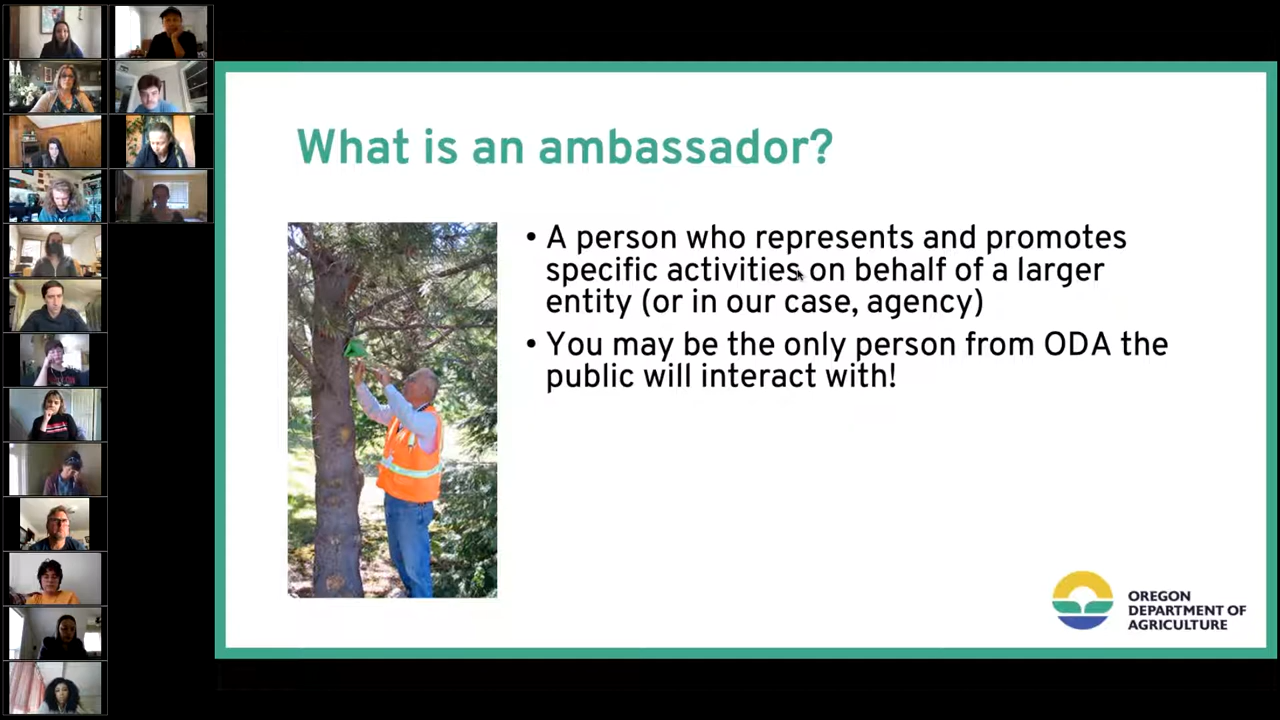 What is an ambassador?
• A person who represents and promotes
specific activities on behalf of a larger
entity (or in our case, agency)
• You may be the only person from ODA the
public will interact with!
OREGON
DEPARTMENT OF
AGRICULTURE